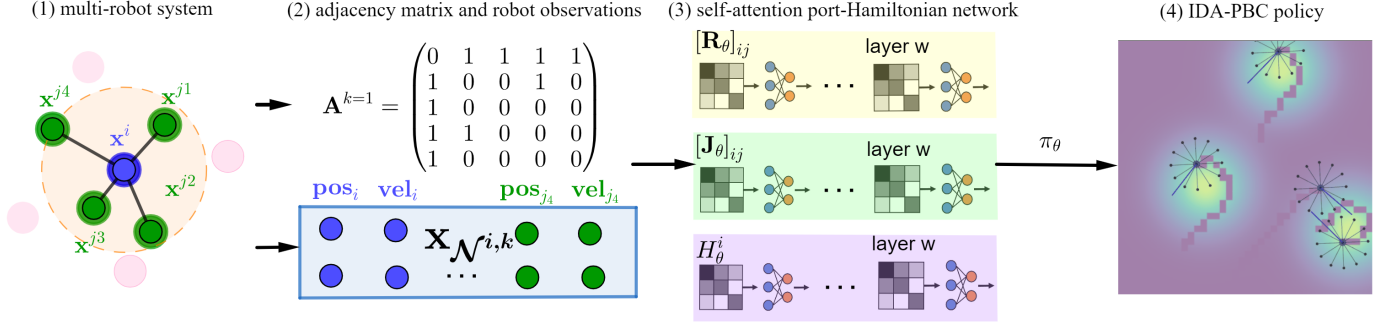 (1) multi-robot system
(2) adjacency matrix and robot observations
(3) self-attention port-Hamiltonian network
(4) IDA-PBC policy
x^{j4}
x^{j1}
x^i
x^{j2}
x^{j3}
A^{k=1} =
0 1 1 1 1
1 0 0 1 0
1 0 0 0 0
1 1 0 0 0
1 0 0 0 0
pos_i vel_i pos_{j_4} vel_{j_4}
x_{𝒩^{i,k}}
...
[R_θ]_{ij}
layer w
...
[J_θ]_{ij}
layer w
...
H_θ^i
layer w
...
π_θ